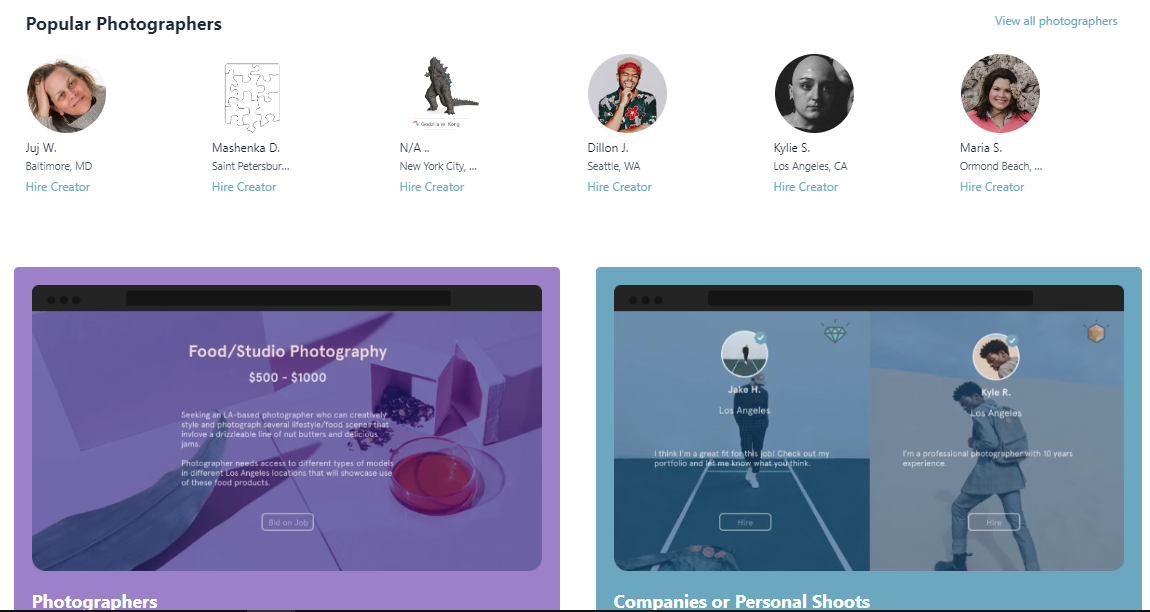 Popular Photographers
View all photographers
Juj W.
Baltimore, MD
Hire Creator
Mashenka D.
Saint Petersbur...
Hire Creator
Godzilla vs. Kong
N/A ..
New York City, ...
Hire Creator
Dillon J.
Seattle, WA
Hire Creator
Kylie S.
Los Angeles, CA
Hire Creator
Maria S.
Ormond Beach, ...
Hire Creator
Food/Studio Photography
$500 - $1000
Seeking an LA-based photographer who can creatively
style and photograph several lifestyle/food scenes that
invlove a drizzleable line of nut butters and delicious
jams.
Photographer needs access to different types of models
in different Los Angeles locations that will showcase use
of these food products.
Bid on Job
Photographers
Jake H.
Los Angeles
I think I'm a great fit for this job! Check out my
portfolio and let me know what you think.
Hire
Kyle R.
Los Angeles
I'm a professional photographer with 10 years
experience.
Hire
Companies or Personal Shoots